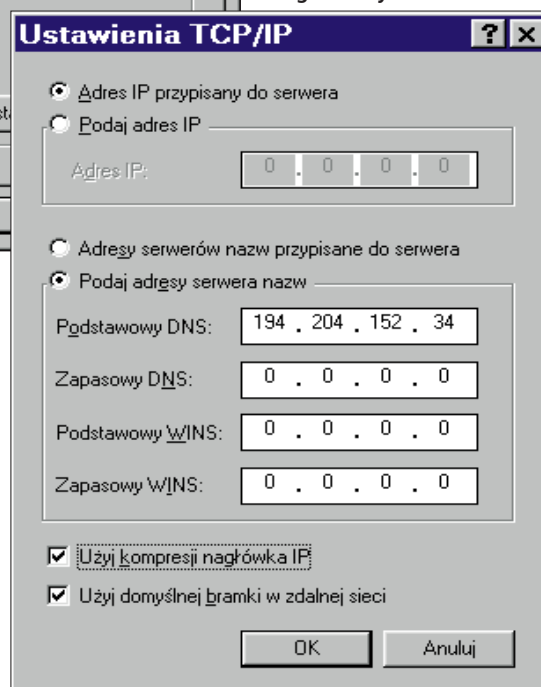 Ustawienia TCP/IP
Adres IP przypisany do serwera
Podaj adres IP
Adres IP: 0 . 0 . 0 . 0
Adresy serwerów nazw przypisane do serwera
Podaj adresy serwera nazw
Podstawowy DNS: 194 . 204 . 152 . 34
Zapasowy DNS: 0 . 0 . 0 . 0
Podstawowy WINS: 0 . 0 . 0 . 0
Zapasowy WINS: 0 . 0 . 0 . 0
Użyj kompresji nagłówka IP
Użyj domyślnej bramki w zdalnej sieci
OK Anuluj